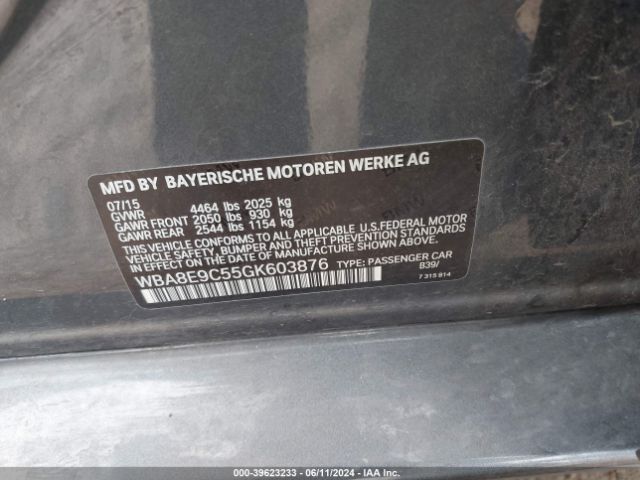 MFD BY BAYERISCHE MOTOREN WERKE AG
07/15
GVWR 4464 lbs 2025 kg
GAWR FRONT 2050 lbs 930 kg
GAWR REAR 2544 lbs 1154 kg
THIS VEHICLE CONFORMS TO ALL APPLICABLE U.S.FEDERAL MOTOR
VEHICLE SAFETY, BUMPER AND THEFT PREVENTION STANDARDS
IN EFFECT ON THE DATE OF MANUFACTURE SHOWN ABOVE.
WBA8E9C55GK603876 TYPE: PASSENGER CAR
B39/
7 315 814
000-39623233 - 06/11/2024 - IAA Inc.